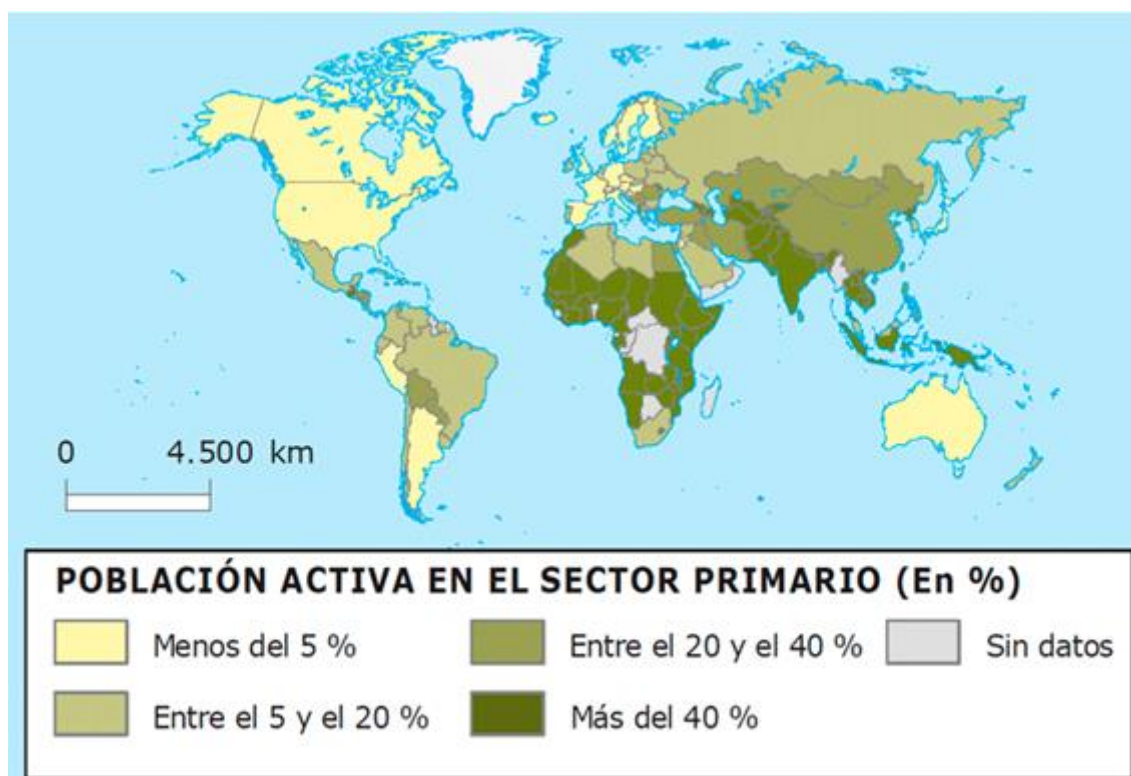 0 4.500 km
POBLACIÓN ACTIVA EN EL SECTOR PRIMARIO (En %)
Menos del 5 % Entre el 20 y el 40 % Sin datos
Entre el 5 y el 20 % Más del 40 %